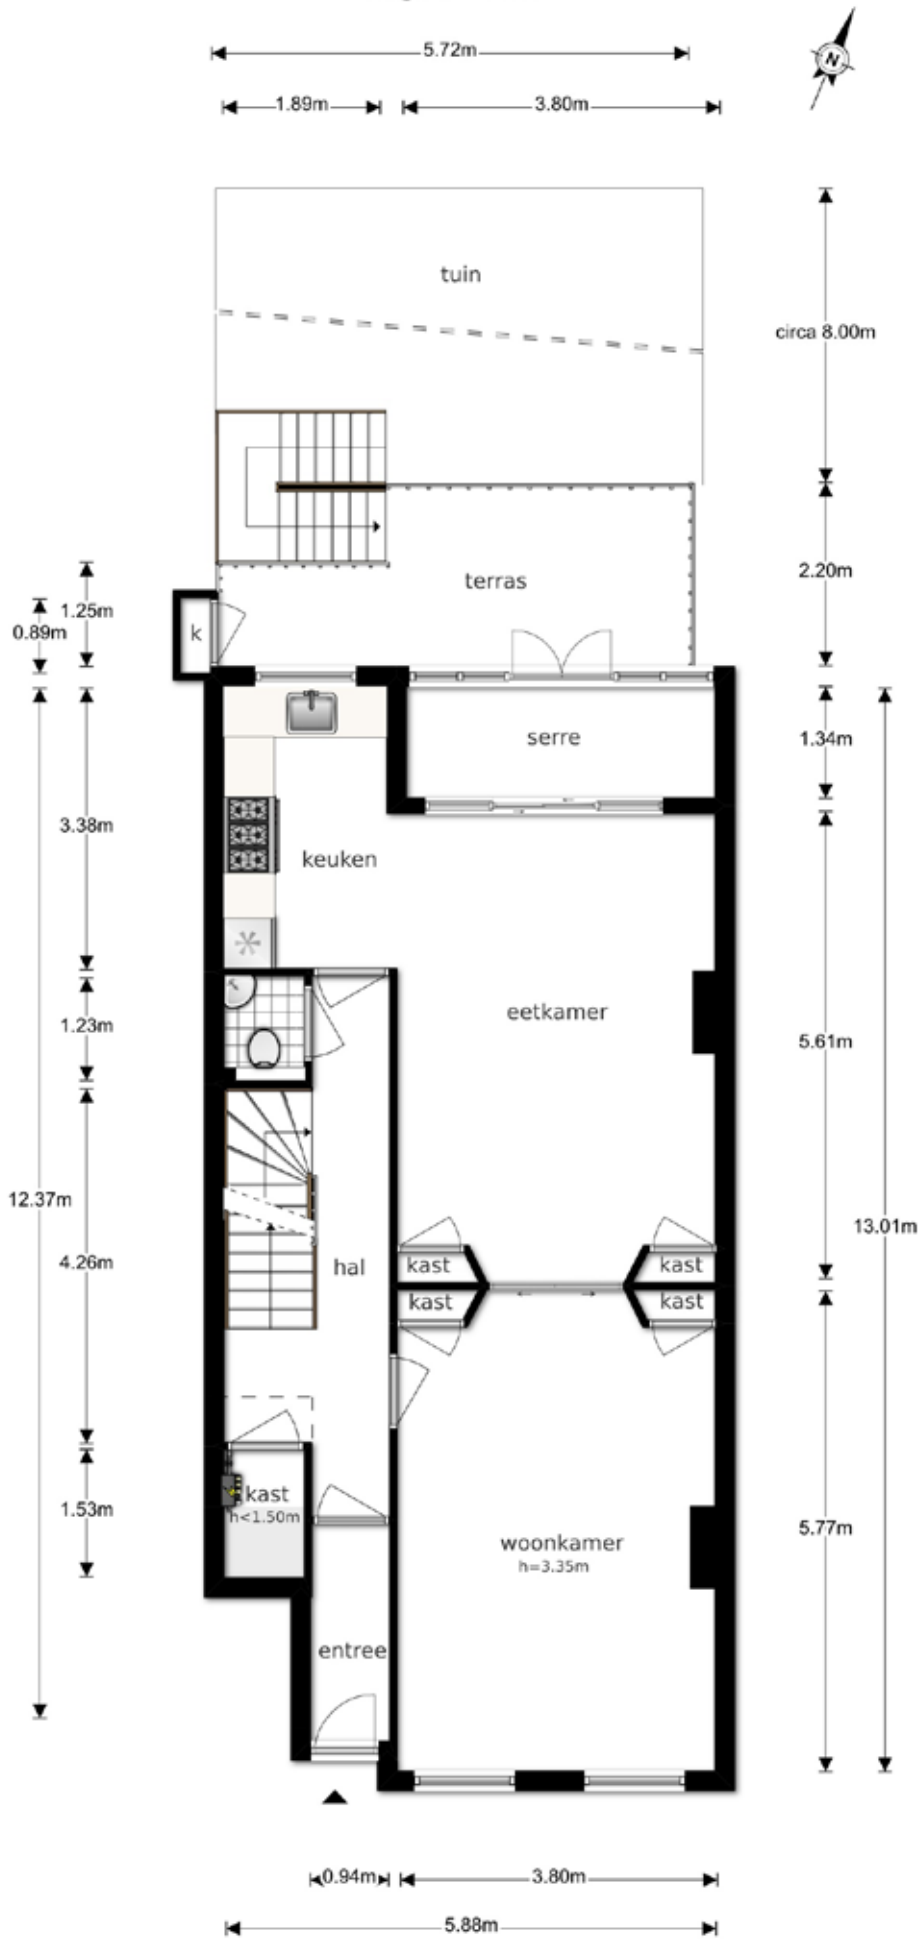 5.72m
N
1.89m
3.80m
tuin
circa 8.00m
2.20m
1.25m
0.89m
k
terras
serre
1.34m
3.38m
keuken
eetkamer
1.23m
5.61m
12.37m
13.01m
4.26m
hal
kast
kast
kast
kast
kast
h<1.50m
1.53m
woonkamer
h=3.35m
5.77m
entree
0.94m
3.80m
5.88m